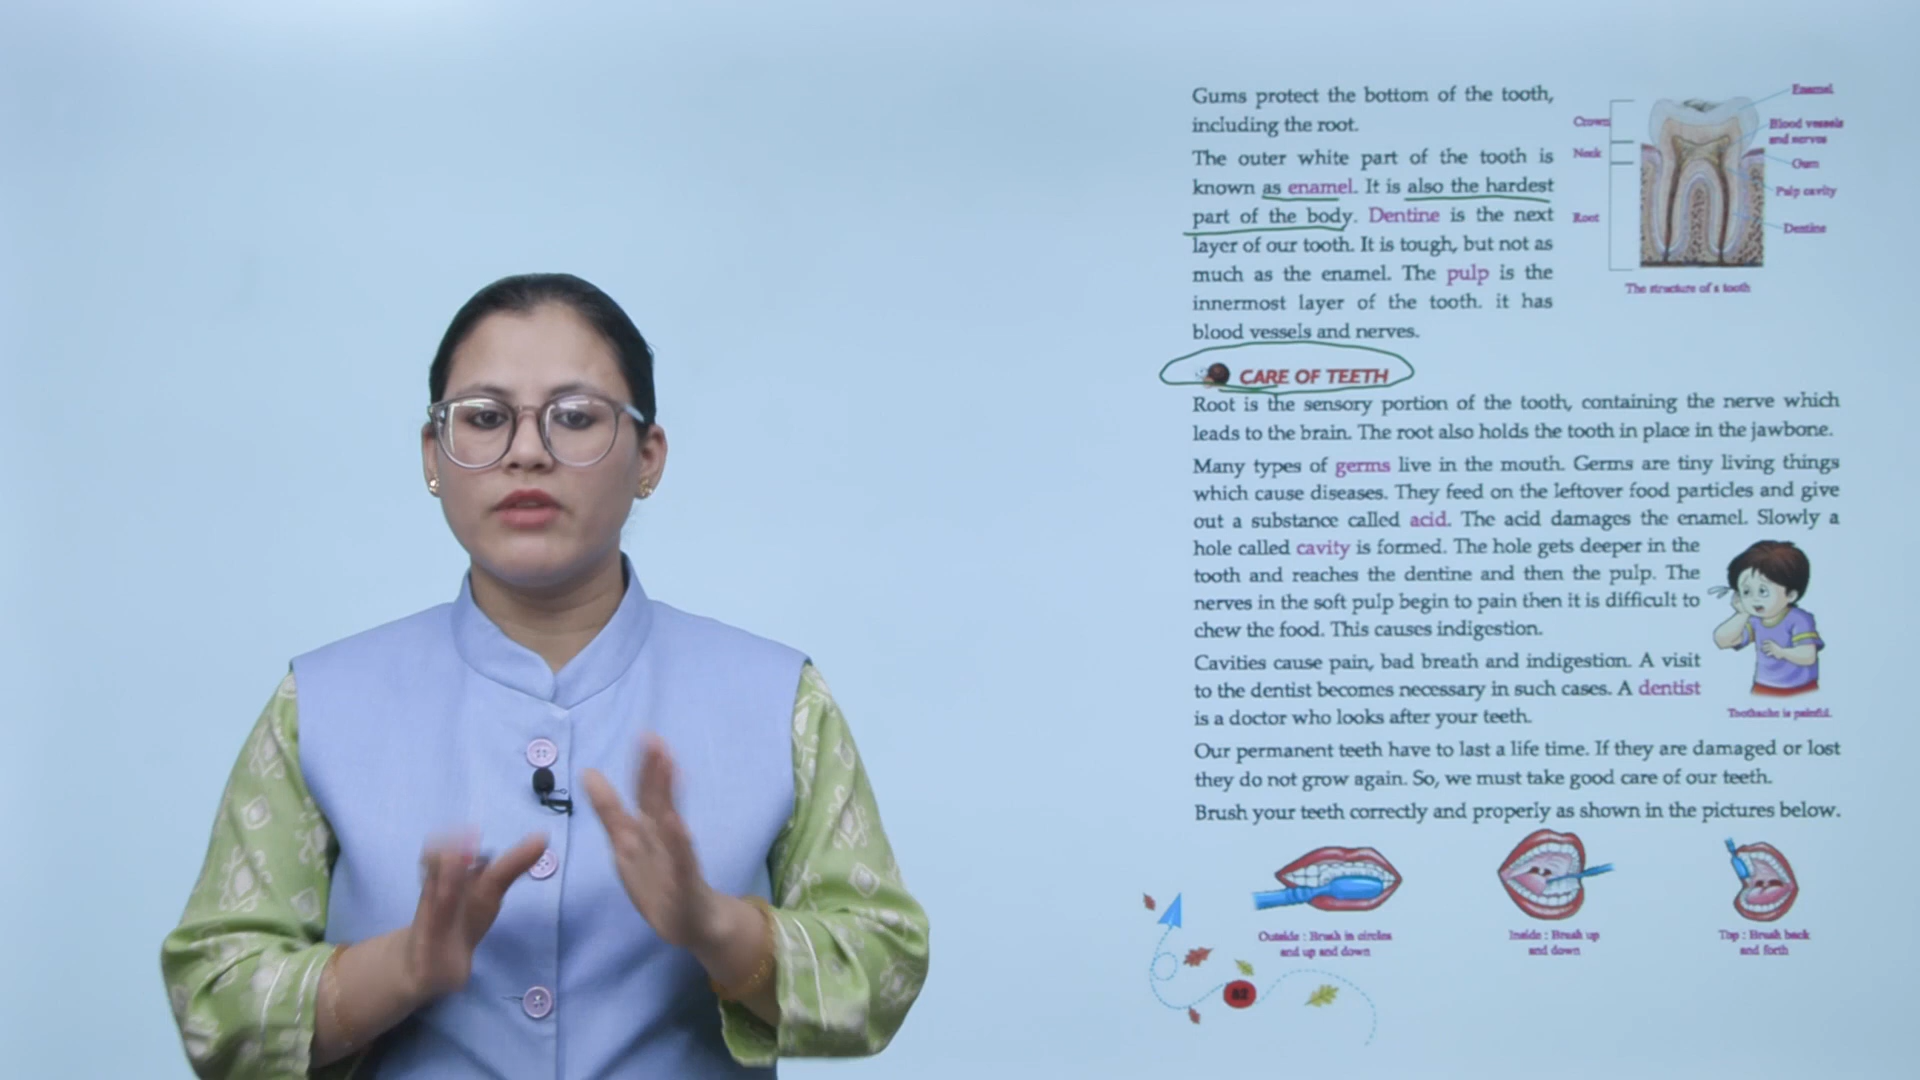 Gums protect the bottom of the tooth,
including the root.
The outer white part of the tooth is
known as enamel. It is also the hardest
part of the body. Dentine is the next
layer of our tooth. It is tough, but not as
much as the enamel. The pulp is the
innermost layer of the tooth. it has
blood vessels and nerves.
Enamel
Crown
Blood vessels
and nerves
Neck
Gum
Pulp cavity
Root
Dentine
The structure of a tooth
CARE OF TEETH
Root is the sensory portion of the tooth, containing the nerve which
leads to the brain. The root also holds the tooth in place in the jawbone.
Many types of germs live in the mouth. Germs are tiny living things
which cause diseases. They feed on the leftover food particles and give
out a substance called acid. The acid damages the enamel. Slowly a
hole called cavity is formed. The hole gets deeper in the
tooth and reaches the dentine and then the pulp. The
nerves in the soft pulp begin to pain then it is difficult to
chew the food. This causes indigestion.
Cavities cause pain, bad breath and indigestion. A visit
to the dentist becomes necessary in such cases. A dentist
is a doctor who looks after your teeth.
Toothache is painful.
Our permanent teeth have to last a life time. If they are damaged or lost
they do not grow again. So, we must take good care of our teeth.
Brush your teeth correctly and properly as shown in the pictures below.
Outside : Brush in circles
and up and down
Inside : Brush up
and down
Top : Brush back
and forth
62